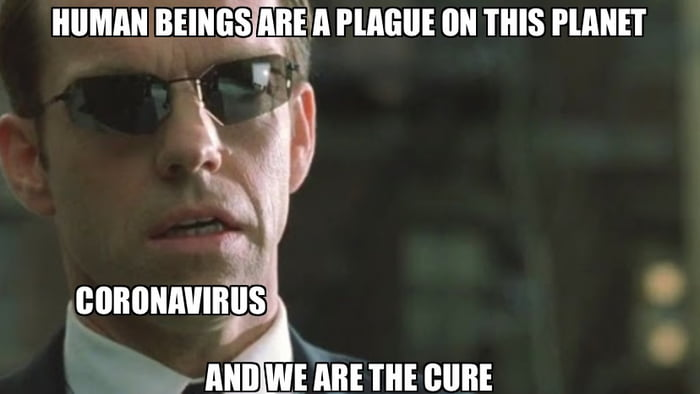 HUMAN BEINGS ARE A PLAGUE ON THIS PLANET
CORONAVIRUS
AND WE ARE THE CURE